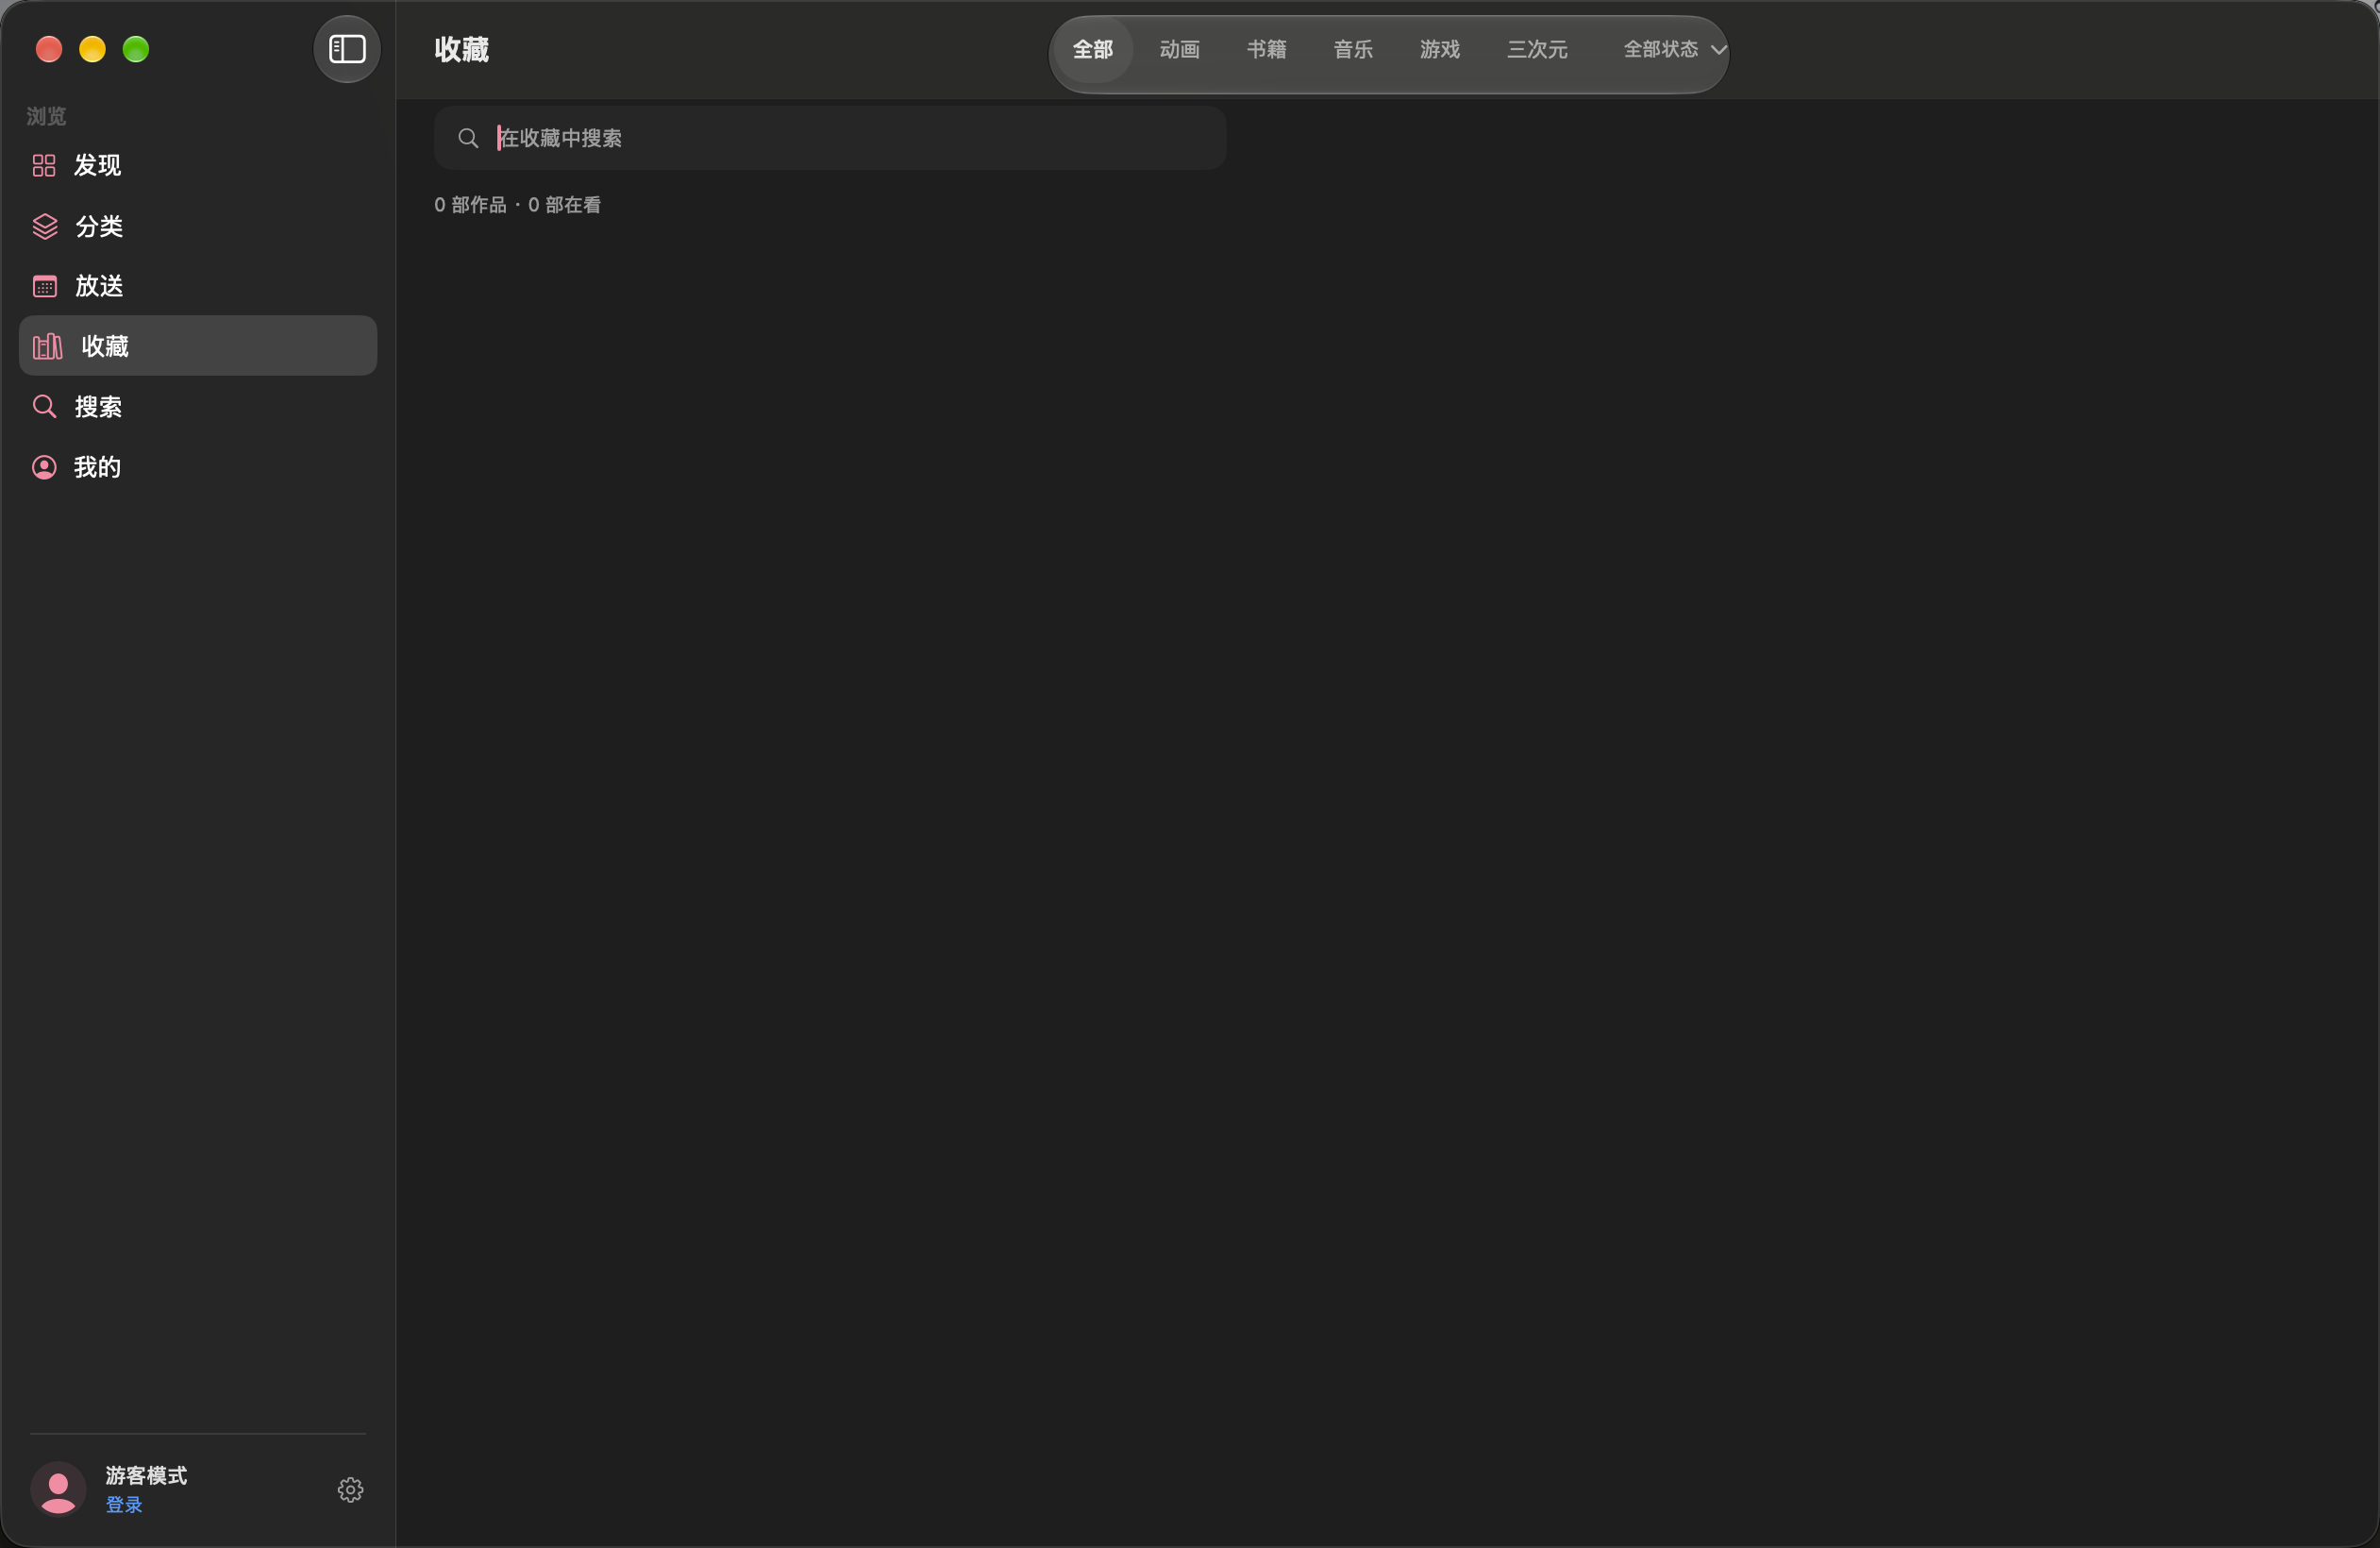 收藏
全部 动画 书籍 音乐 游戏 三次元 全部状态
浏览
发现
分类
放送
收藏
搜索
我的
在收藏中搜索
0 部作品 · 0 部在看
游客模式
登录